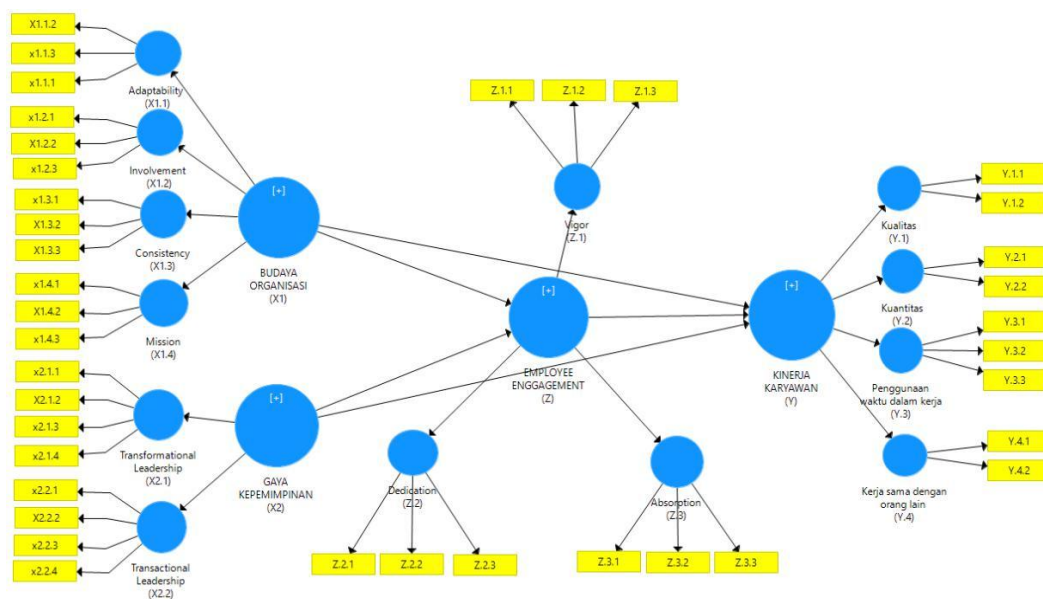 X1.1.2
x1.1.3
x1.1.1
Adaptability
(X1.1)
x1.2.1
X1.2.2
x1.2.3
Involvement
(X1.2)
x1.3.1
X1.3.2
X1.3.3
Consistency
(X1.3)
x1.4.1
X1.4.2
x1.4.3
Mission
(X1.4)
[+]
BUDAYA
ORGANISASI
(X1)
x2.1.1
X2.1.2
x2.1.3
x2.1.4
Transformational
Leadership
(X2.1)
x2.2.1
X2.2.2
x2.2.3
x2.2.4
Transactional
Leadership
(X2.2)
[+]
GAYA
KEPEMIMPINAN
(X2)
Z.1.1
Z.1.2
Z.1.3
Vigor
(Z.1)
[+]
EMPLOYEE
ENGGAGEMENT
(Z)
Dedication
(Z.2)
Z.2.1
Z.2.2
Z.2.3
Absorption
(Z.3)
Z.3.1
Z.3.2
Z.3.3
[+]
KINERJA
KARYAWAN
(Y)
Kualitas
(Y.1)
Y.1.1
Y.1.2
Kuantitas
(Y.2)
Y.2.1
Y.2.2
Penggunaan
waktu dalam kerja
(Y.3)
Y.3.1
Y.3.2
Y.3.3
Kerja sama dengan
orang lain
(Y.4)
Y.4.1
Y.4.2